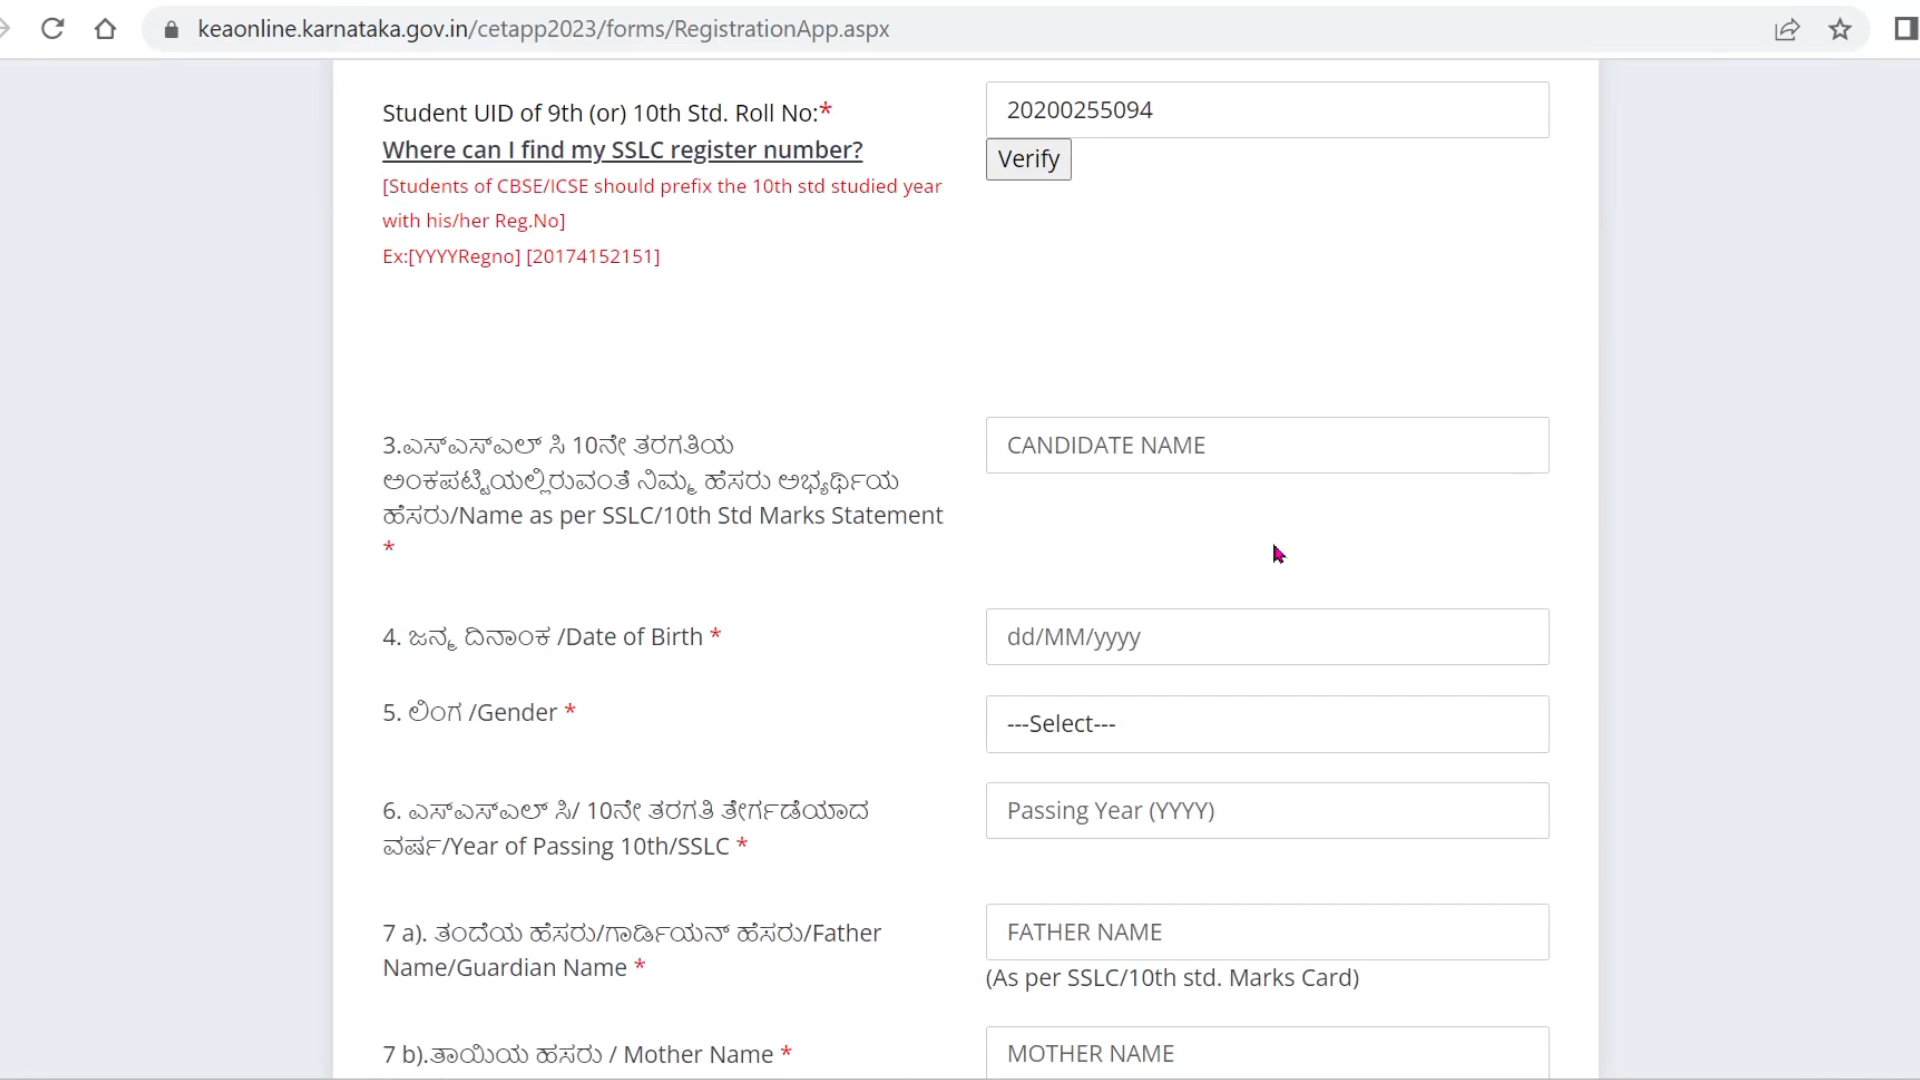 keaonline.karnataka.gov.in/cetapp2023/forms/RegistrationApp.aspx
Student UID of 9th (or) 10th Std. Roll No:*
20200255094
Where can I find my SSLC register number?
Verify
[Students of CBSE/ICSE should prefix the 10th std studied year
with his/her Reg.No]
Ex:[YYYYRegno] [20174152151]
3.ಎಸ್ಎಸ್ಎಲ್ ಸಿ 10ನೇ ತರಗತಿಯ
ಅಂಕಪಟ್ಟಿಯಲ್ಲಿರುವಂತೆ ನಿಮ್ಮ ಹೆಸರು ಅಭ್ಯರ್ಥಿಯ
ಹೆಸರು/Name as per SSLC/10th Std Marks Statement
*
CANDIDATE NAME
4. ಜನ್ಮ ದಿನಾಂಕ /Date of Birth *
dd/MM/yyyy
5. ಲಿಂಗ /Gender *
---Select---
6. ಎಸ್ಎಸ್ಎಲ್ ಸಿ/ 10ನೇ ತರಗತಿ ತೇರ್ಗಡೆಯಾದ
ವರ್ಷ/Year of Passing 10th/SSLC *
Passing Year (YYYY)
7 a). ತಂದೆಯ ಹೆಸರು/ಗಾರ್ಡಿಯನ್ ಹೆಸರು/Father
Name/Guardian Name *
FATHER NAME
(As per SSLC/10th std. Marks Card)
7 b).ತಾಯಿಯ ಹಸರು / Mother Name *
MOTHER NAME